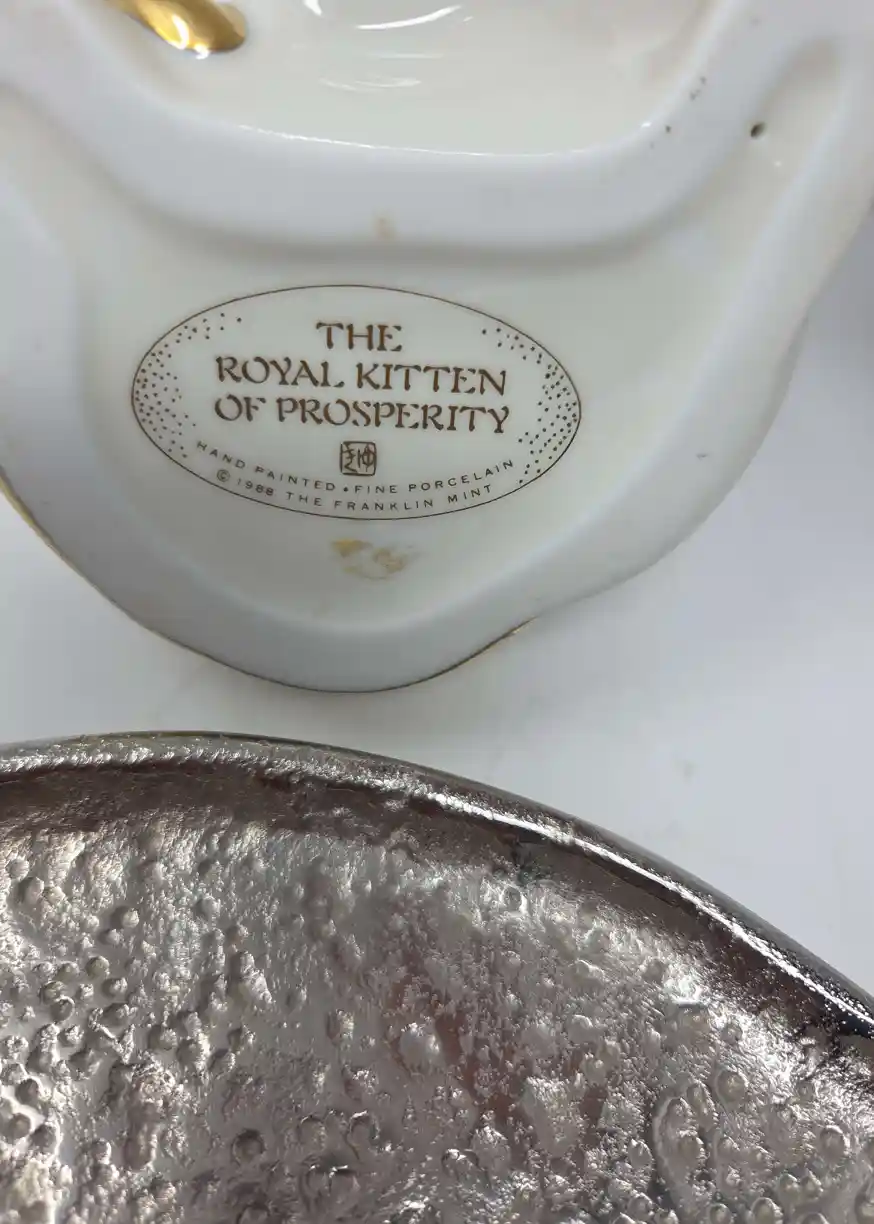 THE
ROYAL KITTEN
OF PROSPERITY
HAND PAINTED • FINE PORCELAIN
© 1988 THE FRANKLIN MINT